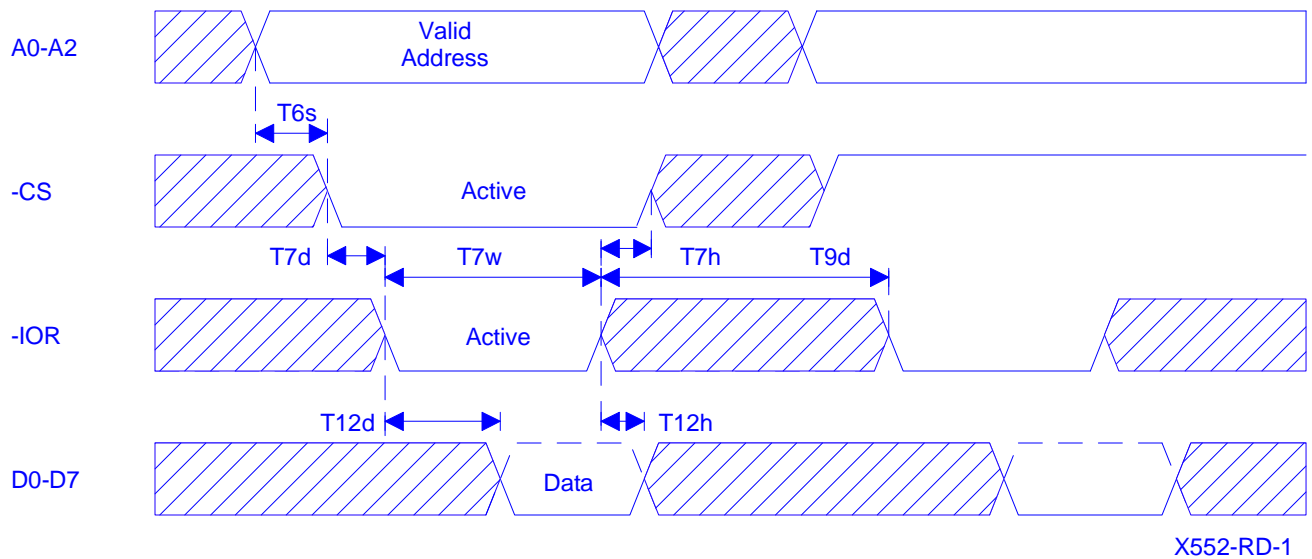 A0-A2
Valid
Address
T6s
-CS
Active
T7d
T7w
T7h
T9d
-IOR
Active
T12d
T12h
D0-D7
Data
X552-RD-1